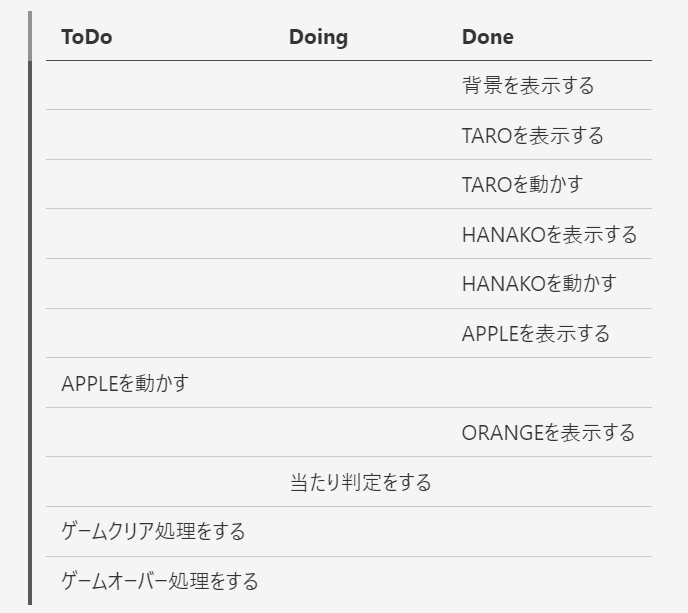 ToDo Doing Done
背景を表示する
TAROを表示する
TAROを動かす
HANAKOを表示する
HANAKOを動かす
APPLEを表示する
APPLEを動かす
ORANGEを表示する
当たり判定をする
ゲームクリア処理をする
ゲームオーバー処理をする